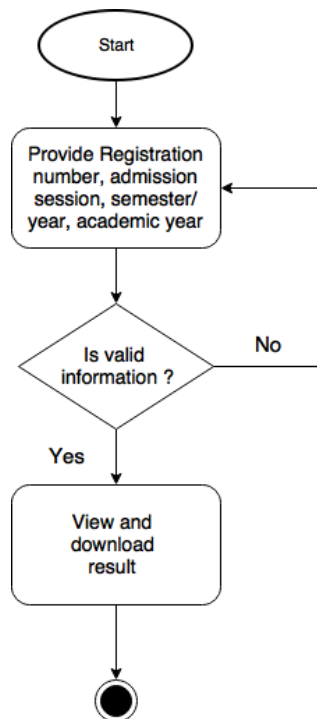 Start
Provide Registration
number, admission
session, semester/
year, academic year
Is valid
information ?
No
Yes
View and
download
result